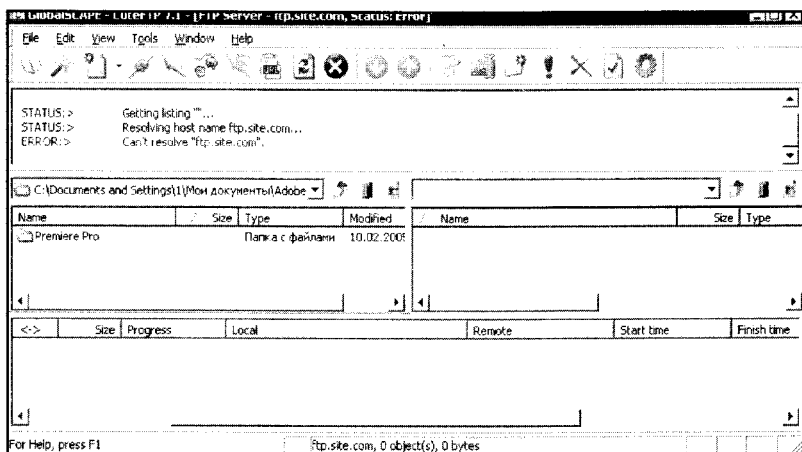 GlobalSCAPE - CuteFTP 7.1 - [FTP Server - ftp.site.com, Status: Error]
File Edit View Tools Window Help
STATUS:> Getting listing ""...
STATUS:> Resolving host name ftp.site.com...
ERROR:> Can't resolve "ftp.site.com".
C:\Documents and Settings\1\Мои документы\Adobe
Name / Size Type Modified / Name Size Type
Premiere Pro Папка с файлами 10.02.2005
<-> Size Progress Local Remote Start time Finish time
For Help, press F1 ftp.site.com, 0 object(s), 0 bytes